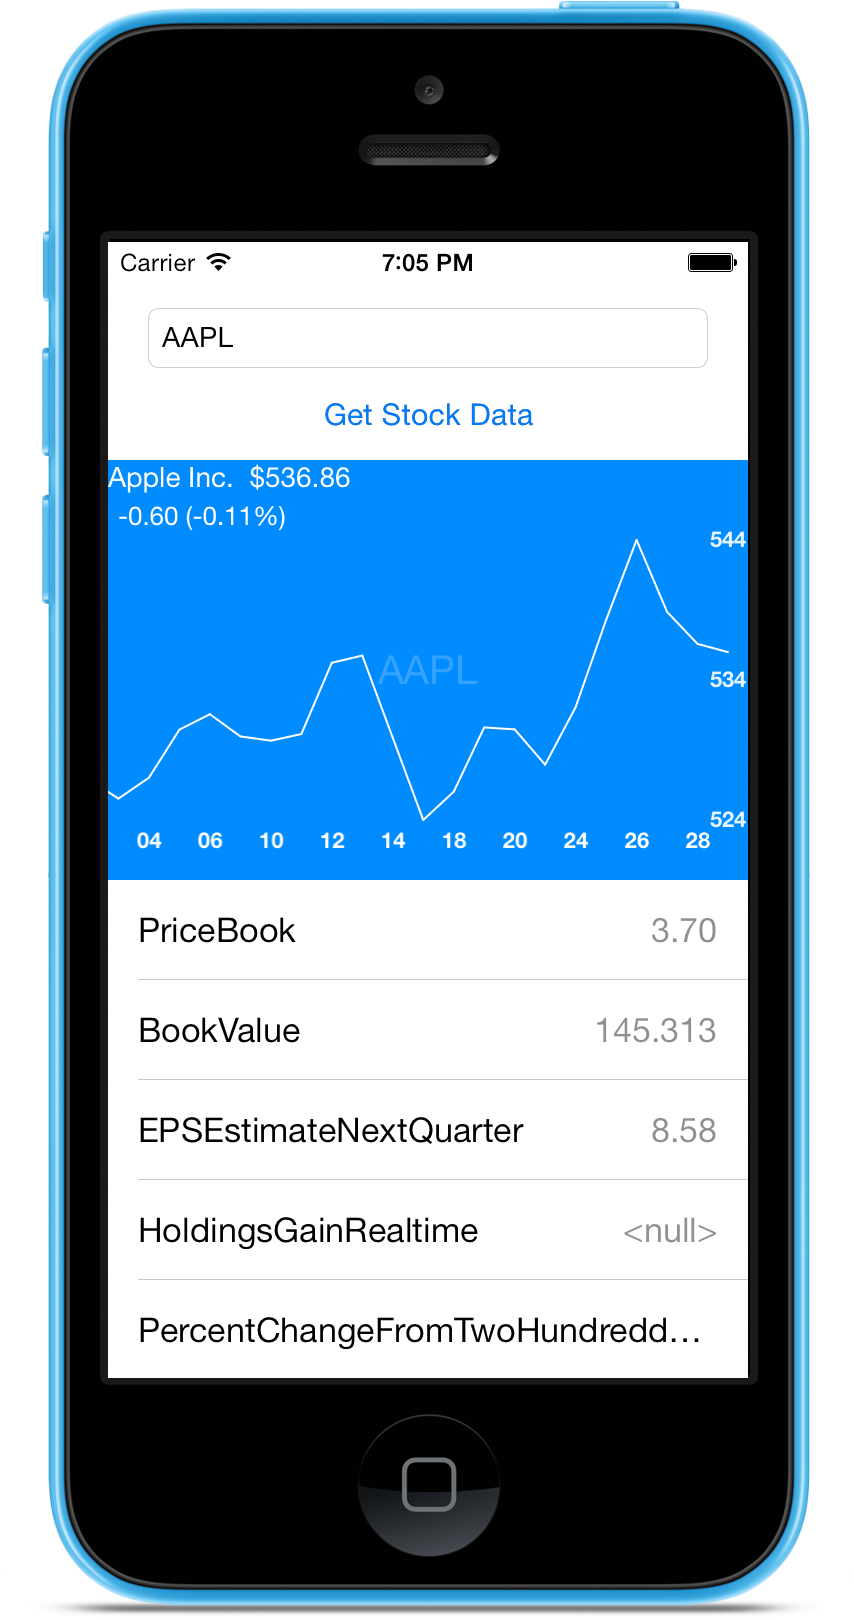 Carrier 7:05 PM
AAPL
Get Stock Data
Apple Inc. $536.86
-0.60 (-0.11%)
544
AAPL
534
524
04 06 10 12 14 18 20 24 26 28
PriceBook 3.70
BookValue 145.313
EPSEstimateNextQuarter 8.58
HoldingsGainRealtime <null>
PercentChangeFromTwoHundredd...